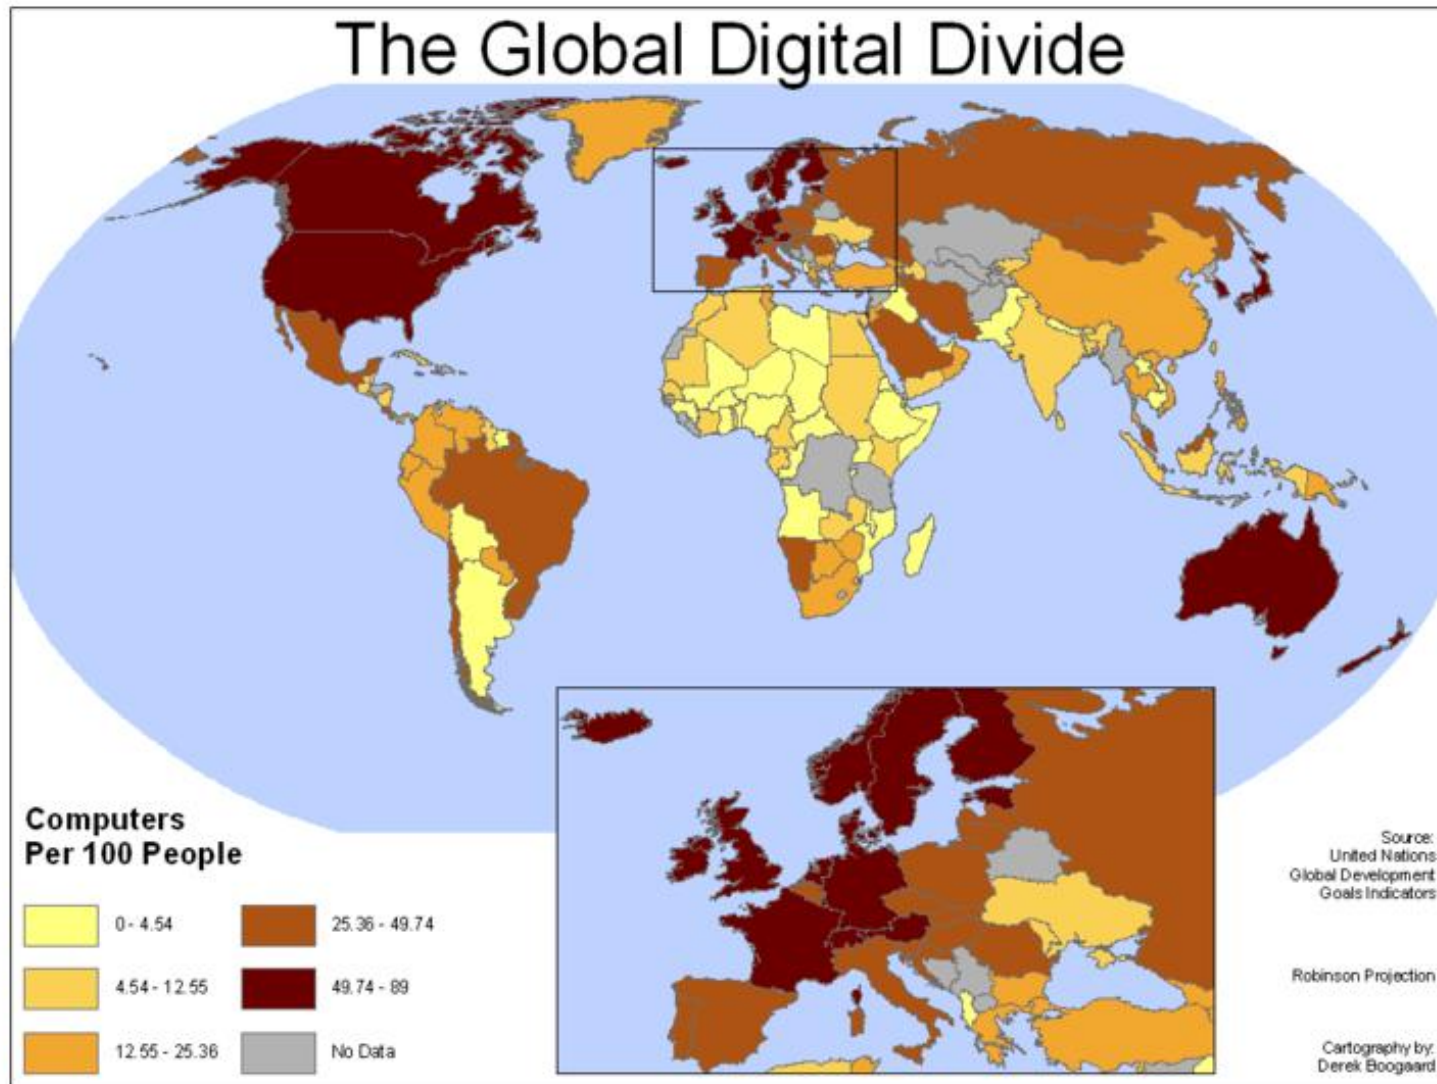 The Global Digital Divide
Computers
Per 100 People
0 - 4.54
25.36 - 49.74
4.54 - 12.55
49.74 - 89
12.55 - 25.36
No Data
Source:
United Nations
Global Development
Goals Indicators
Robinson Projection
Cartography by:
Derek Boogaard